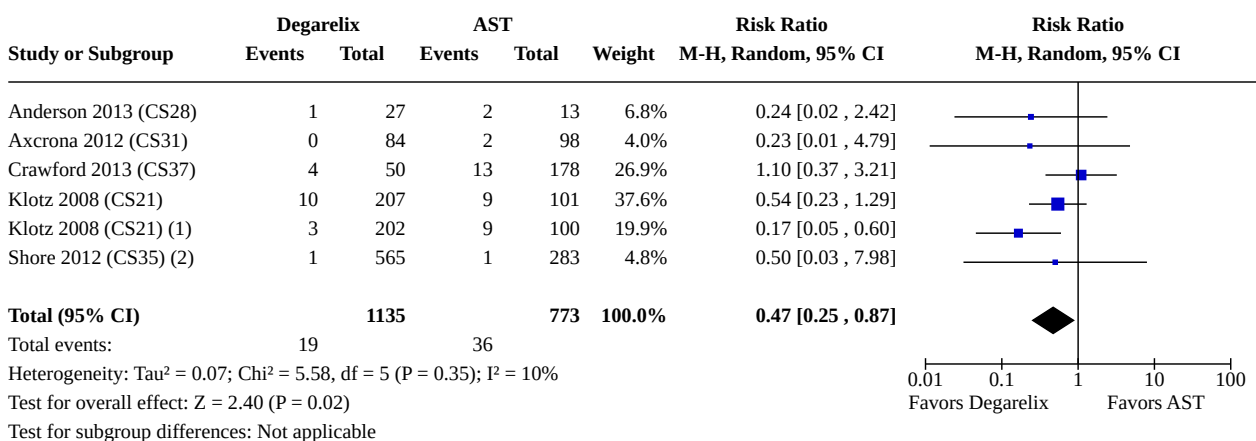 Degarelix AST Risk Ratio Risk Ratio
Study or Subgroup Events Total Events Total Weight M-H, Random, 95% CI M-H, Random, 95% CI
Anderson 2013 (CS28) 1 27 2 13 6.8% 0.24 [0.02 , 2.42]
Axcrona 2012 (CS31) 0 84 2 98 4.0% 0.23 [0.01 , 4.79]
Crawford 2013 (CS37) 4 50 13 178 26.9% 1.10 [0.37 , 3.21]
Klotz 2008 (CS21) 10 207 9 101 37.6% 0.54 [0.23 , 1.29]
Klotz 2008 (CS21) (1) 3 202 9 100 19.9% 0.17 [0.05 , 0.60]
Shore 2012 (CS35) (2) 1 565 1 283 4.8% 0.50 [0.03 , 7.98]
Total (95% CI) 1135 773 100.0% 0.47 [0.25 , 0.87]
Total events: 19 36
Heterogeneity: Tau² = 0.07; Chi² = 5.58, df = 5 (P = 0.35); I² = 10%
0.01 0.1 1 10 100
Test for overall effect: Z = 2.40 (P = 0.02)
Favors Degarelix Favors AST
Test for subgroup differences: Not applicable